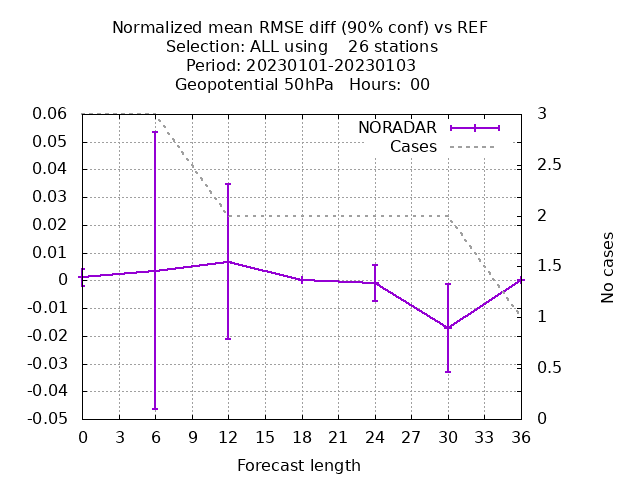 Normalized mean RMSE diff (90% conf) vs REF
Selection: ALL using    26 stations
Period: 20230101-20230103
Geopotential 50hPa   Hours: 00
NORADAR
Cases
0.06
0.05
0.04
0.03
0.02
0.01
0
-0.01
-0.02
-0.03
-0.04
-0.05
3
2.5
2
1.5
1
0.5
0
No cases
0 3 6 9 12 15 18 21 24 27 30 33 36
Forecast length